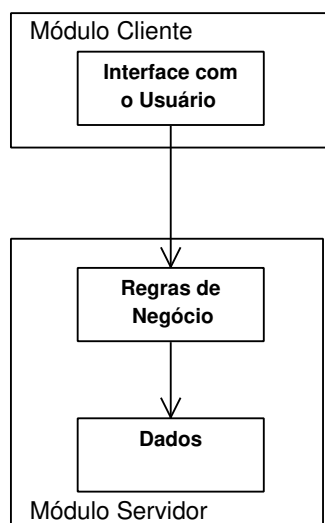 Módulo Cliente
Interface com
o Usuário
Regras de
Negócio
Dados
Módulo Servidor